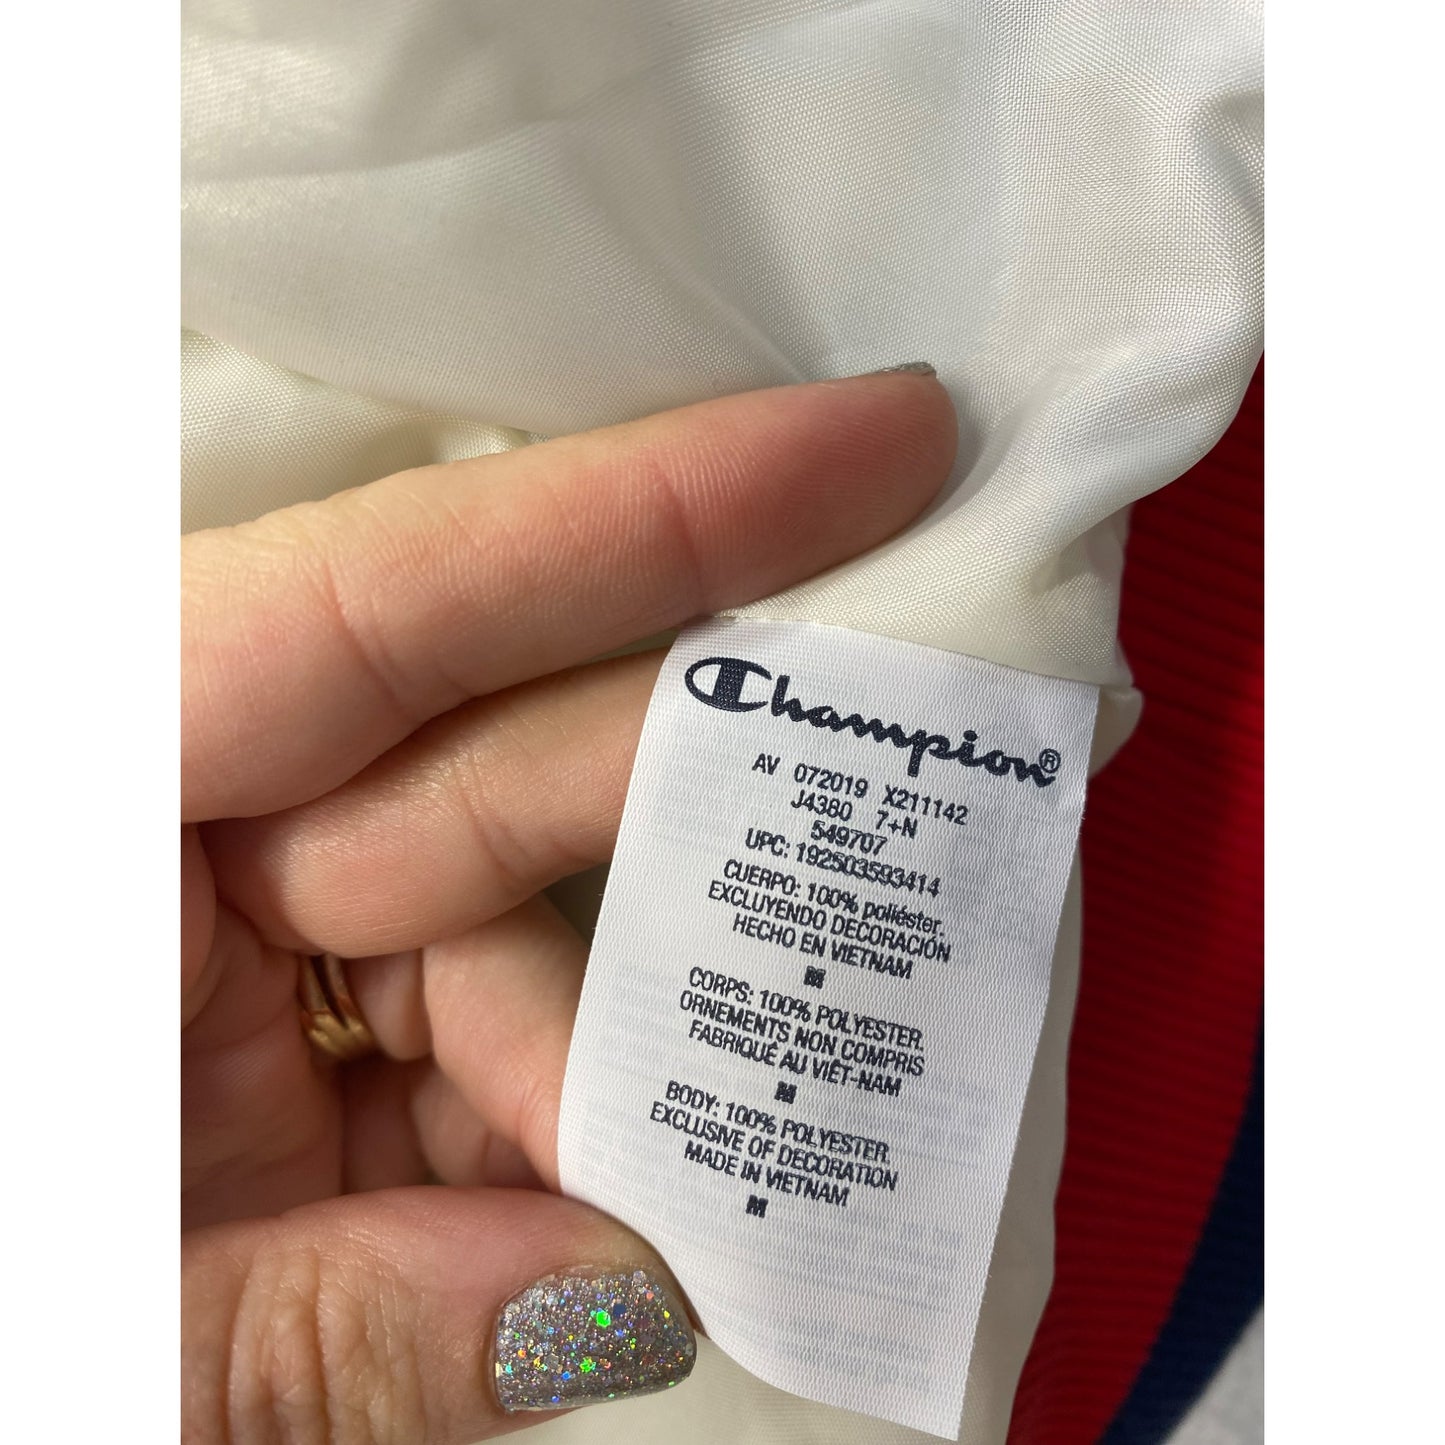 Champion®
AV 072019 X211142
J4380 7+N
549707
UPC: 192503593414
CUERPO: 100% poliéster.
EXCLUYENDO DECORACIÓN
HECHO EN VIETNAM
M
CORPS: 100% POLYESTER.
ORNEMENTS NON COMPRIS
FABRIQUÉ AU VIÊT-NAM
M
BODY: 100% POLYESTER.
EXCLUSIVE OF DECORATION
MADE IN VIETNAM
M